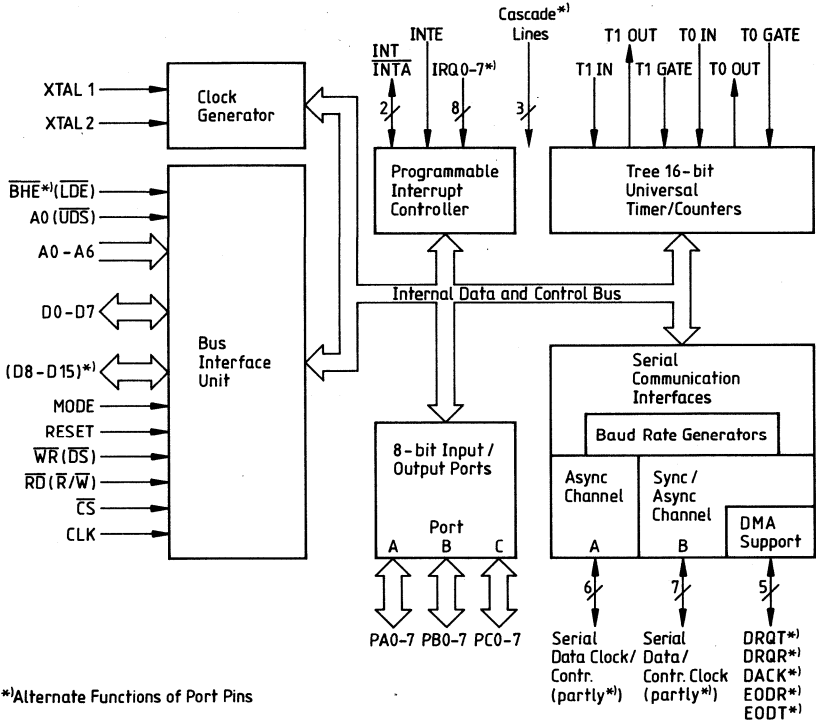 Cascade*)
Lines
INTE
INT
INTA
IRQ0-7*)
2
8
3
T1 OUT
T0 IN
T0 GATE
T1 IN
T1 GATE
T0 OUT
XTAL 1
XTAL 2
Clock
Generator
Programmable
Interrupt
Controller
Tree 16-bit
Universal
Timer/Counters
BHE*)(LDE)
A0(UDS)
A0-A6
D0-D7
(D8-D15)*)
MODE
RESET
WR(DS)
RD(R/W)
CS
CLK
Bus
Interface
Unit
Internal Data and Control Bus
8-bit Input/
Output Ports
Port
A B C
PA0-7 PB0-7 PC0-7
Serial
Communication
Interfaces
Baud Rate Generators
Async
Channel
A
Sync/
Async
Channel
B
DMA
Support
6
7
5
Serial
Data Clock/
Contr.
(partly*))
Serial
Data/
Contr. Clock
(partly*))
DRQT*)
DRQR*)
DACK*)
EODR*)
EODT*)
*)Alternate Functions of Port Pins